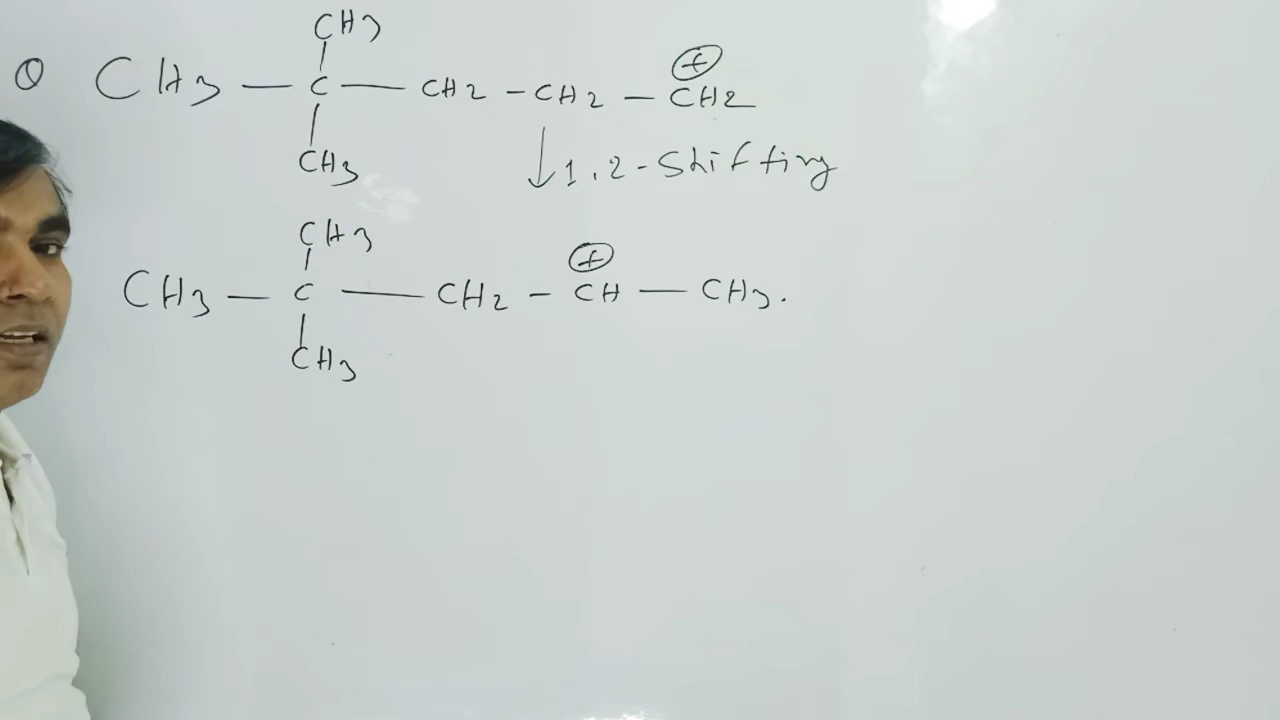 CH3
Q CH3 — C — CH2 - CH2 — CH2
⊕
CH3
↓ 1,2-Shifting
CH3
⊕
CH3 — C — CH2 - CH — CH3.
CH3